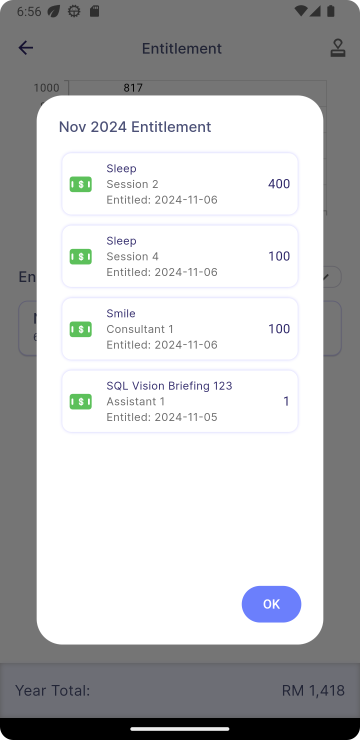 6:56
Entitlement
1000
817
Nov 2024 Entitlement
Sleep
Session 2
400
Entitled: 2024-11-06
Sleep
Session 4
100
Entitled: 2024-11-06
Smile
Consultant 1
100
Entitled: 2024-11-06
SQL Vision Briefing 123
Assistant 1
1
Entitled: 2024-11-05
OK
Year Total:
RM 1,418